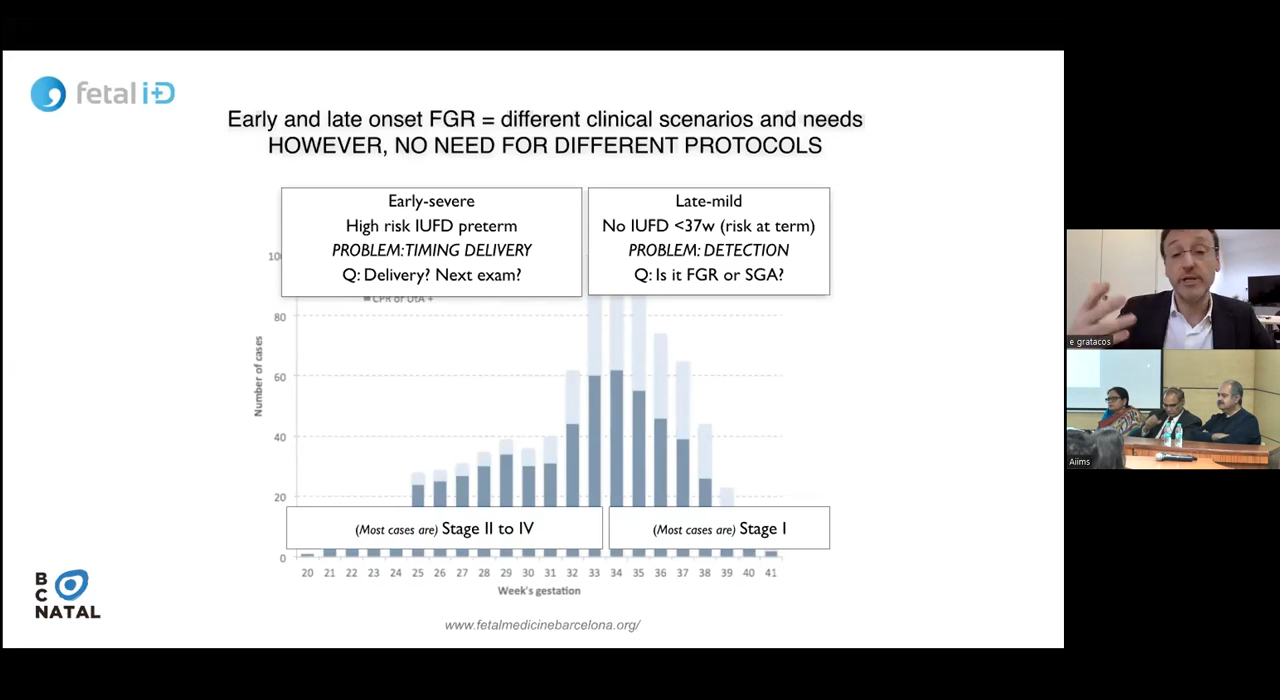 fetal i+D
Early and late onset FGR = different clinical scenarios and needs
HOWEVER, NO NEED FOR DIFFERENT PROTOCOLS
Early-severe
High risk IUFD preterm
PROBLEM:TIMING DELIVERY
Q: Delivery? Next exam?
Late-mild
No IUFD <37w (risk at term)
PROBLEM: DETECTION
Q: Is it FGR or SGA?
CPR or UtA +
80
60
40
20
0
Number of cases
(Most cases are) Stage II to IV
(Most cases are) Stage I
20 21 22 23 24 25 26 27 28 29 30 31 32 33 34 35 36 37 38 39 40 41
Week's gestation
B
C
NATAL
www.fetalmedicinebarcelona.org/
e gratacos
Aiims